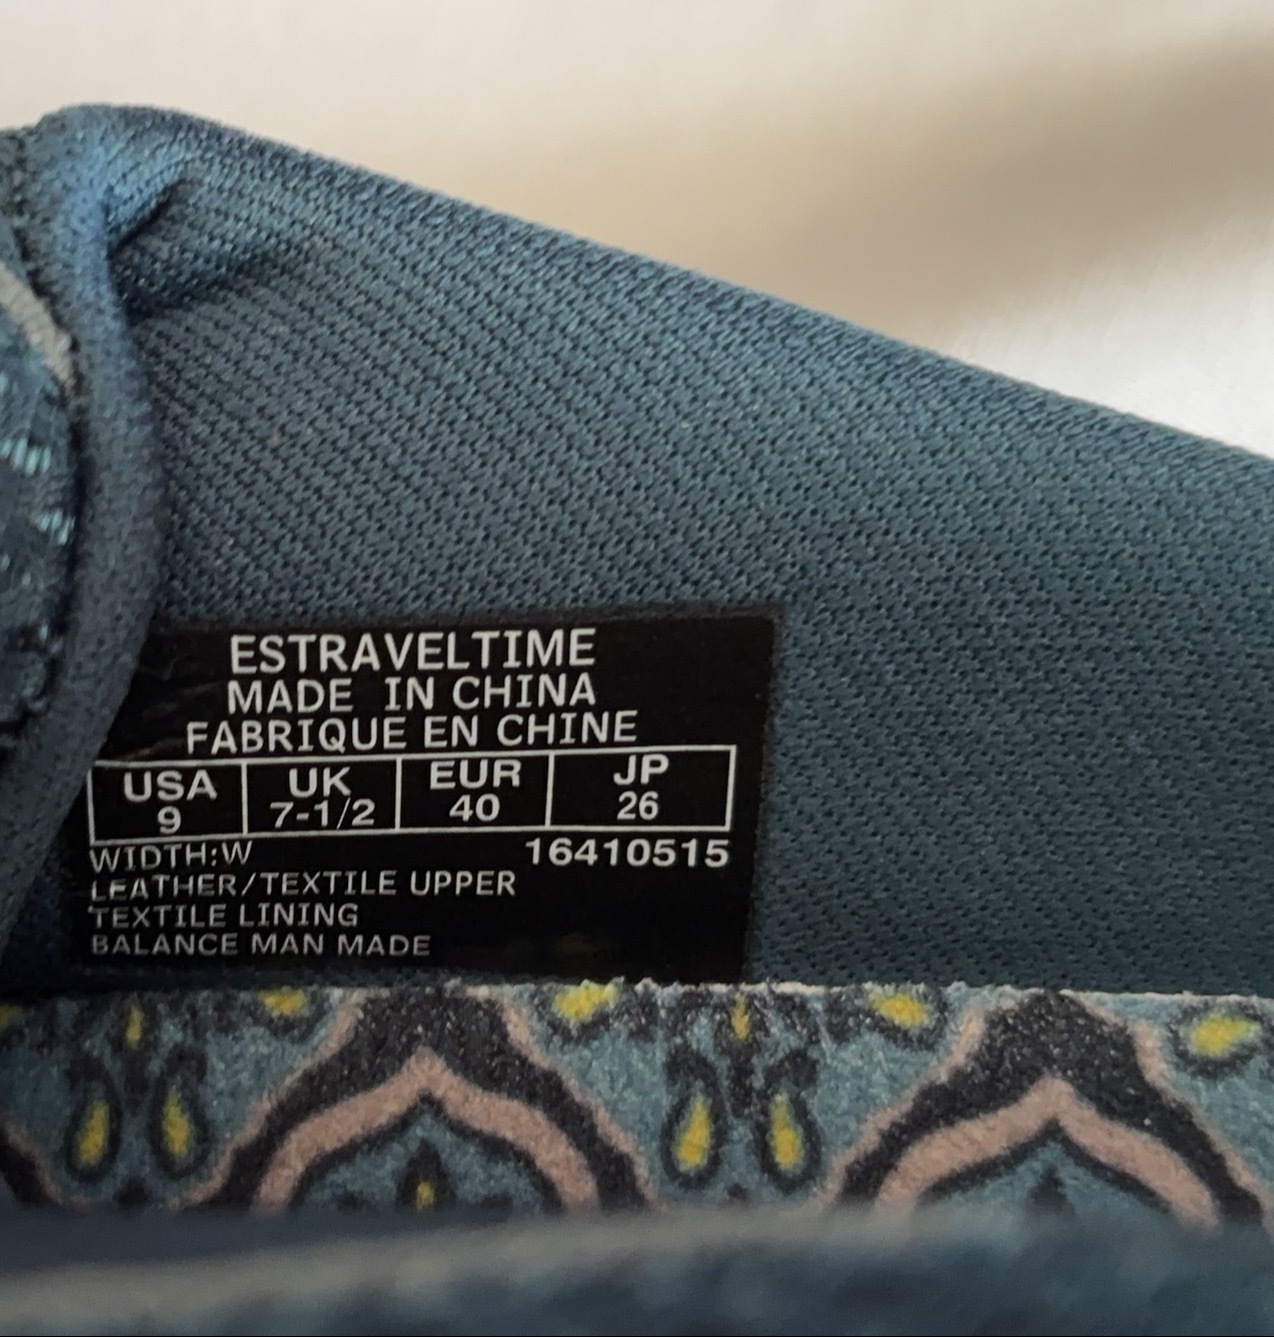 ESTRAVELTIME
MADE IN CHINA
FABRIQUE EN CHINE
USA UK EUR JP
9 7-1/2 40 26
WIDTH:W 16410515
LEATHER/TEXTILE UPPER
TEXTILE LINING
BALANCE MAN MADE